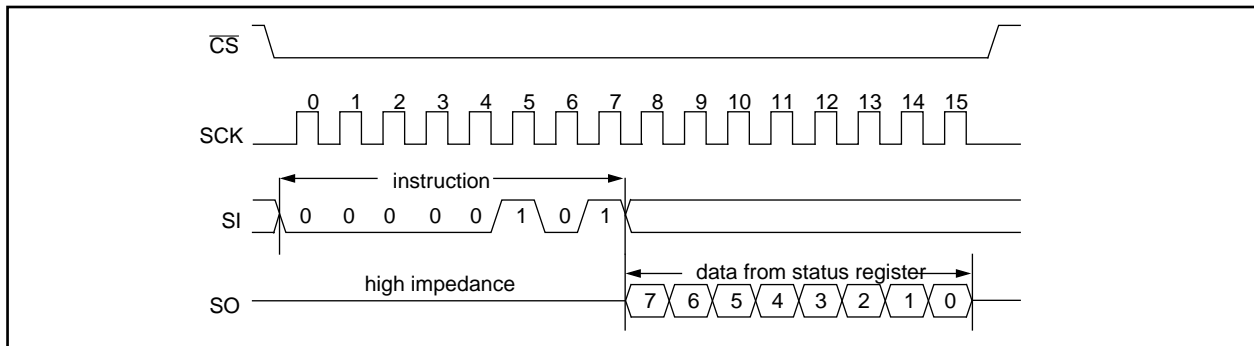 CS
0 1 2 3 4 5 6 7 8 9 10 11 12 13 14 15
SCK
instruction
SI 0 0 0 0 0 1 0 1
high impedance
data from status register
SO 7 6 5 4 3 2 1 0